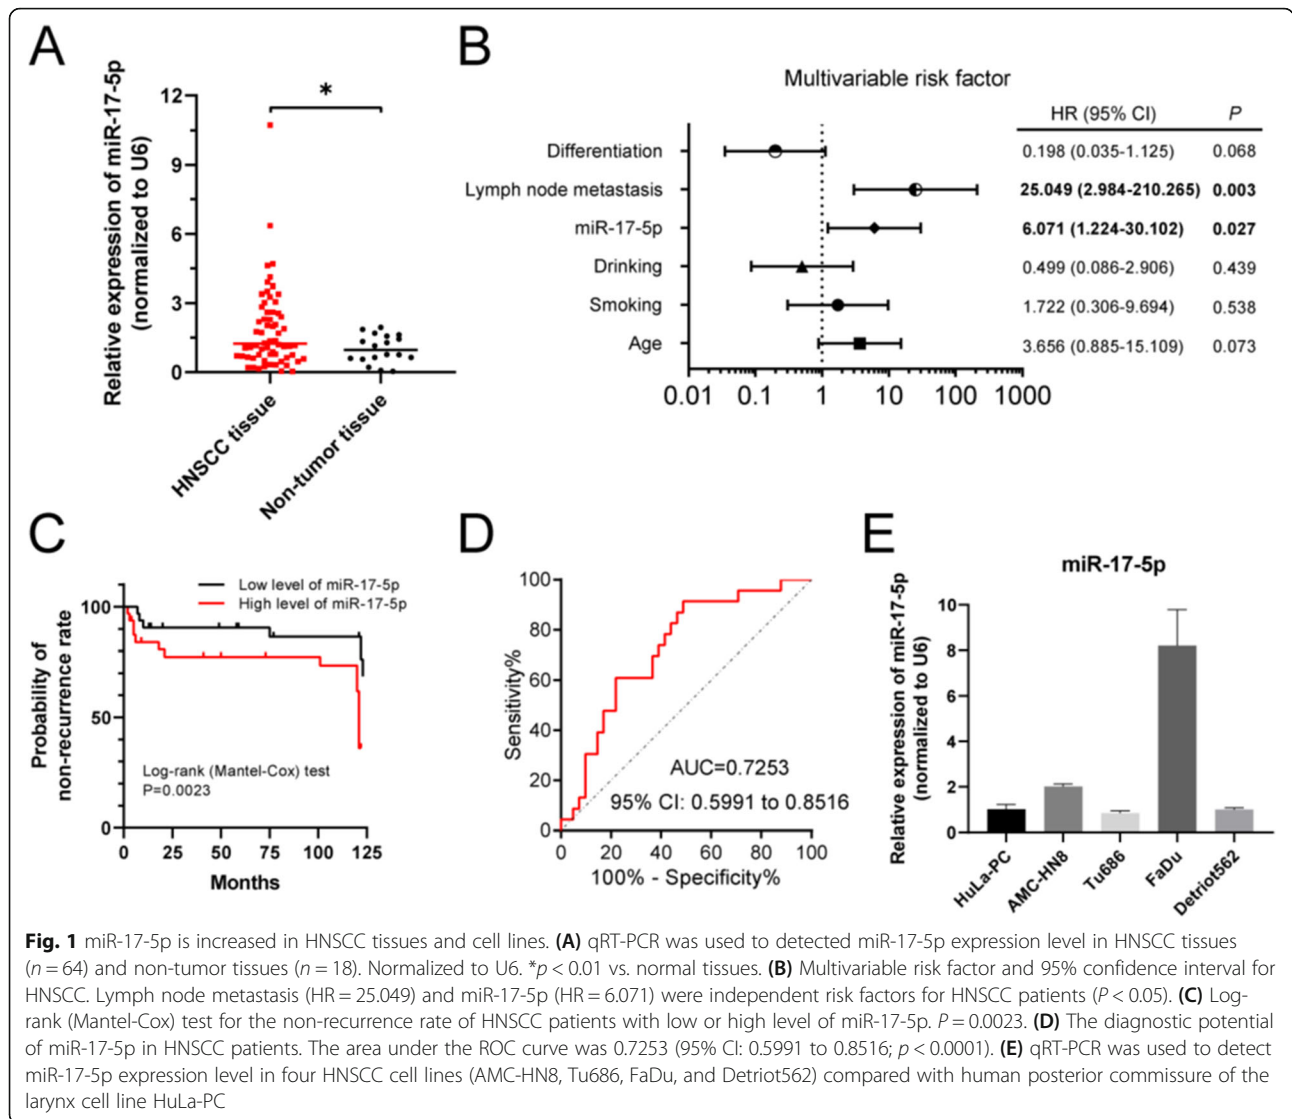 A
Relative expression of miR-17-5p
(normalized to U6)
12
9
6
3
0
*
HNSCC tissue
Non-tumor tissue
B
Multivariable risk factor
HR (95% CI) P
Differentiation 0.198 (0.035-1.125) 0.068
Lymph node metastasis 25.049 (2.984-210.265) 0.003
miR-17-5p 6.071 (1.224-30.102) 0.027
Drinking 0.499 (0.086-2.906) 0.439
Smoking 1.722 (0.306-9.694) 0.538
Age 3.656 (0.885-15.109) 0.073
0.01 0.1 1 10 100 1000
C
Low level of miR-17-5p
High level of miR-17-5p
Probability of
non-recurrence rate
100
50
0
Log-rank (Mantel-Cox) test
P=0.0023
0 25 50 75 100 125
Months
D
Sensitivity%
100
80
60
40
20
0
AUC=0.7253
95% CI: 0.5991 to 0.8516
0 20 40 60 80 100
100% - Specificity%
E
miR-17-5p
Relative expression of miR-17-5p
(normalized to U6)
10
8
6
4
2
0
HuLa-PC
AMC-HN8
Tu686
FaDu
Detriot562
Fig. 1 miR-17-5p is increased in HNSCC tissues and cell lines. (A) qRT-PCR was used to detected miR-17-5p expression level in HNSCC tissues
(n = 64) and non-tumor tissues (n = 18). Normalized to U6. *p < 0.01 vs. normal tissues. (B) Multivariable risk factor and 95% confidence interval for
HNSCC. Lymph node metastasis (HR = 25.049) and miR-17-5p (HR = 6.071) were independent risk factors for HNSCC patients (P < 0.05). (C) Log-
rank (Mantel-Cox) test for the non-recurrence rate of HNSCC patients with low or high level of miR-17-5p. P = 0.0023. (D) The diagnostic potential
of miR-17-5p in HNSCC patients. The area under the ROC curve was 0.7253 (95% CI: 0.5991 to 0.8516; p < 0.0001). (E) qRT-PCR was used to detect
miR-17-5p expression level in four HNSCC cell lines (AMC-HN8, Tu686, FaDu, and Detriot562) compared with human posterior commissure of the
larynx cell line HuLa-PC